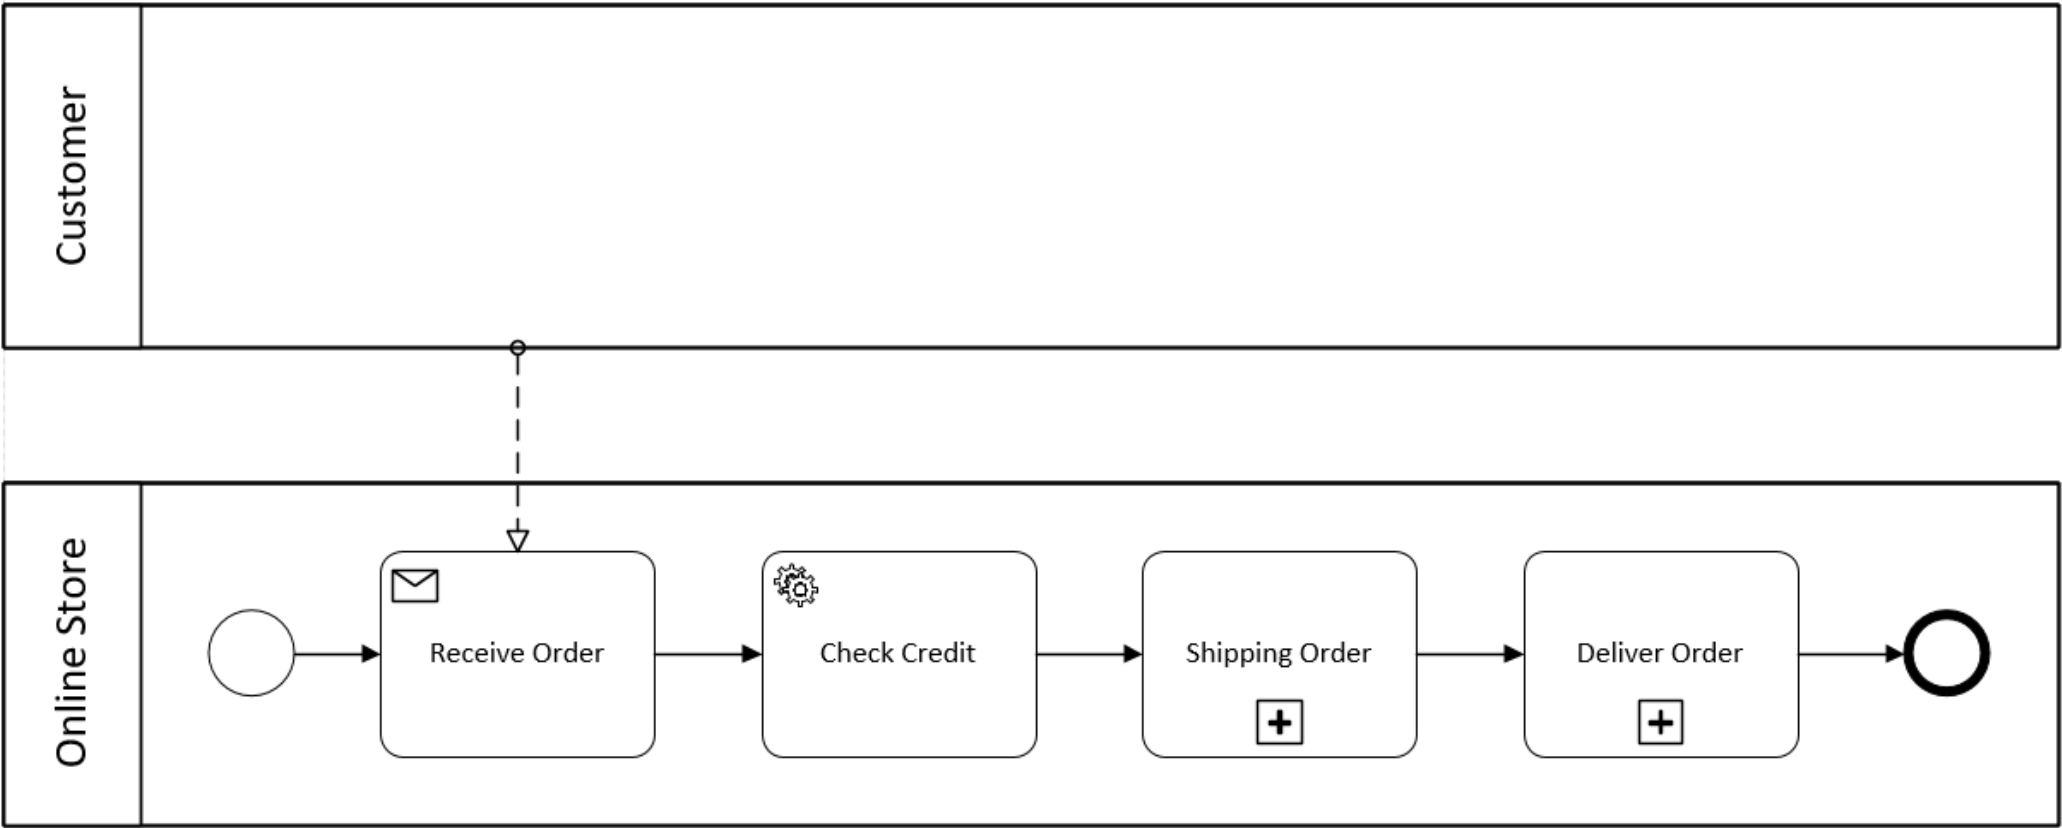 Customer
Online Store
Receive Order
Check Credit
Shipping Order
Deliver Order